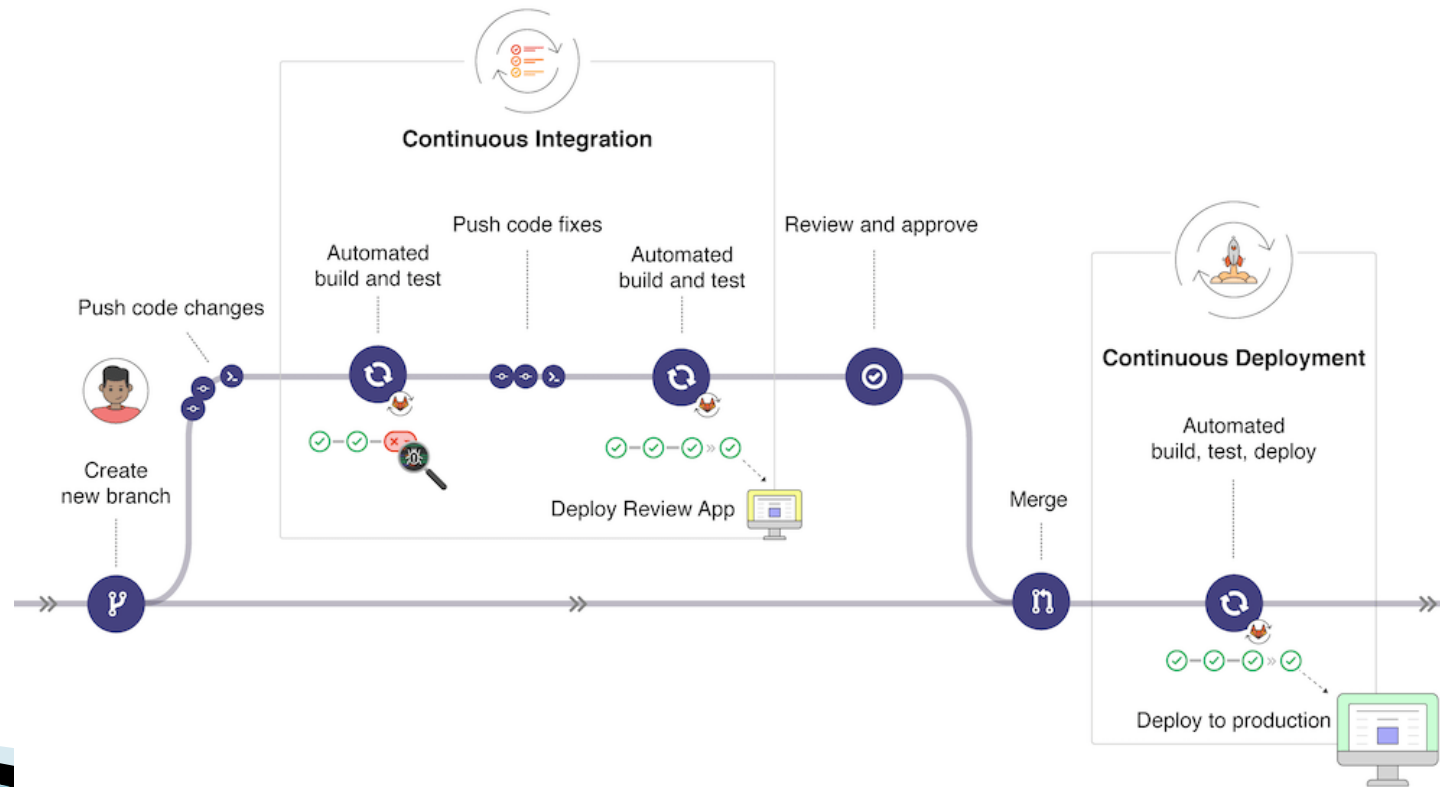 Continuous Integration
Push code fixes
Review and approve
Automated
build and test
Automated
build and test
Push code changes
Continuous Deployment
Automated
build, test, deploy
Create
new branch
Merge
Deploy Review App
Deploy to production